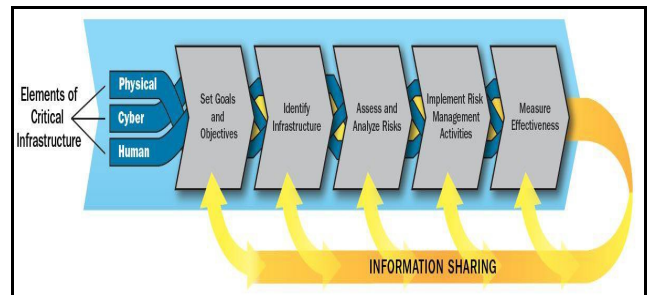 Elements of
Critical
Infrastructure
Physical
Cyber
Human
Set Goals
and
Objectives
Identify
Infrastructure
Assess and
Analyze Risks
Implement Risk
Management
Activities
Measure
Effectiveness
INFORMATION SHARING